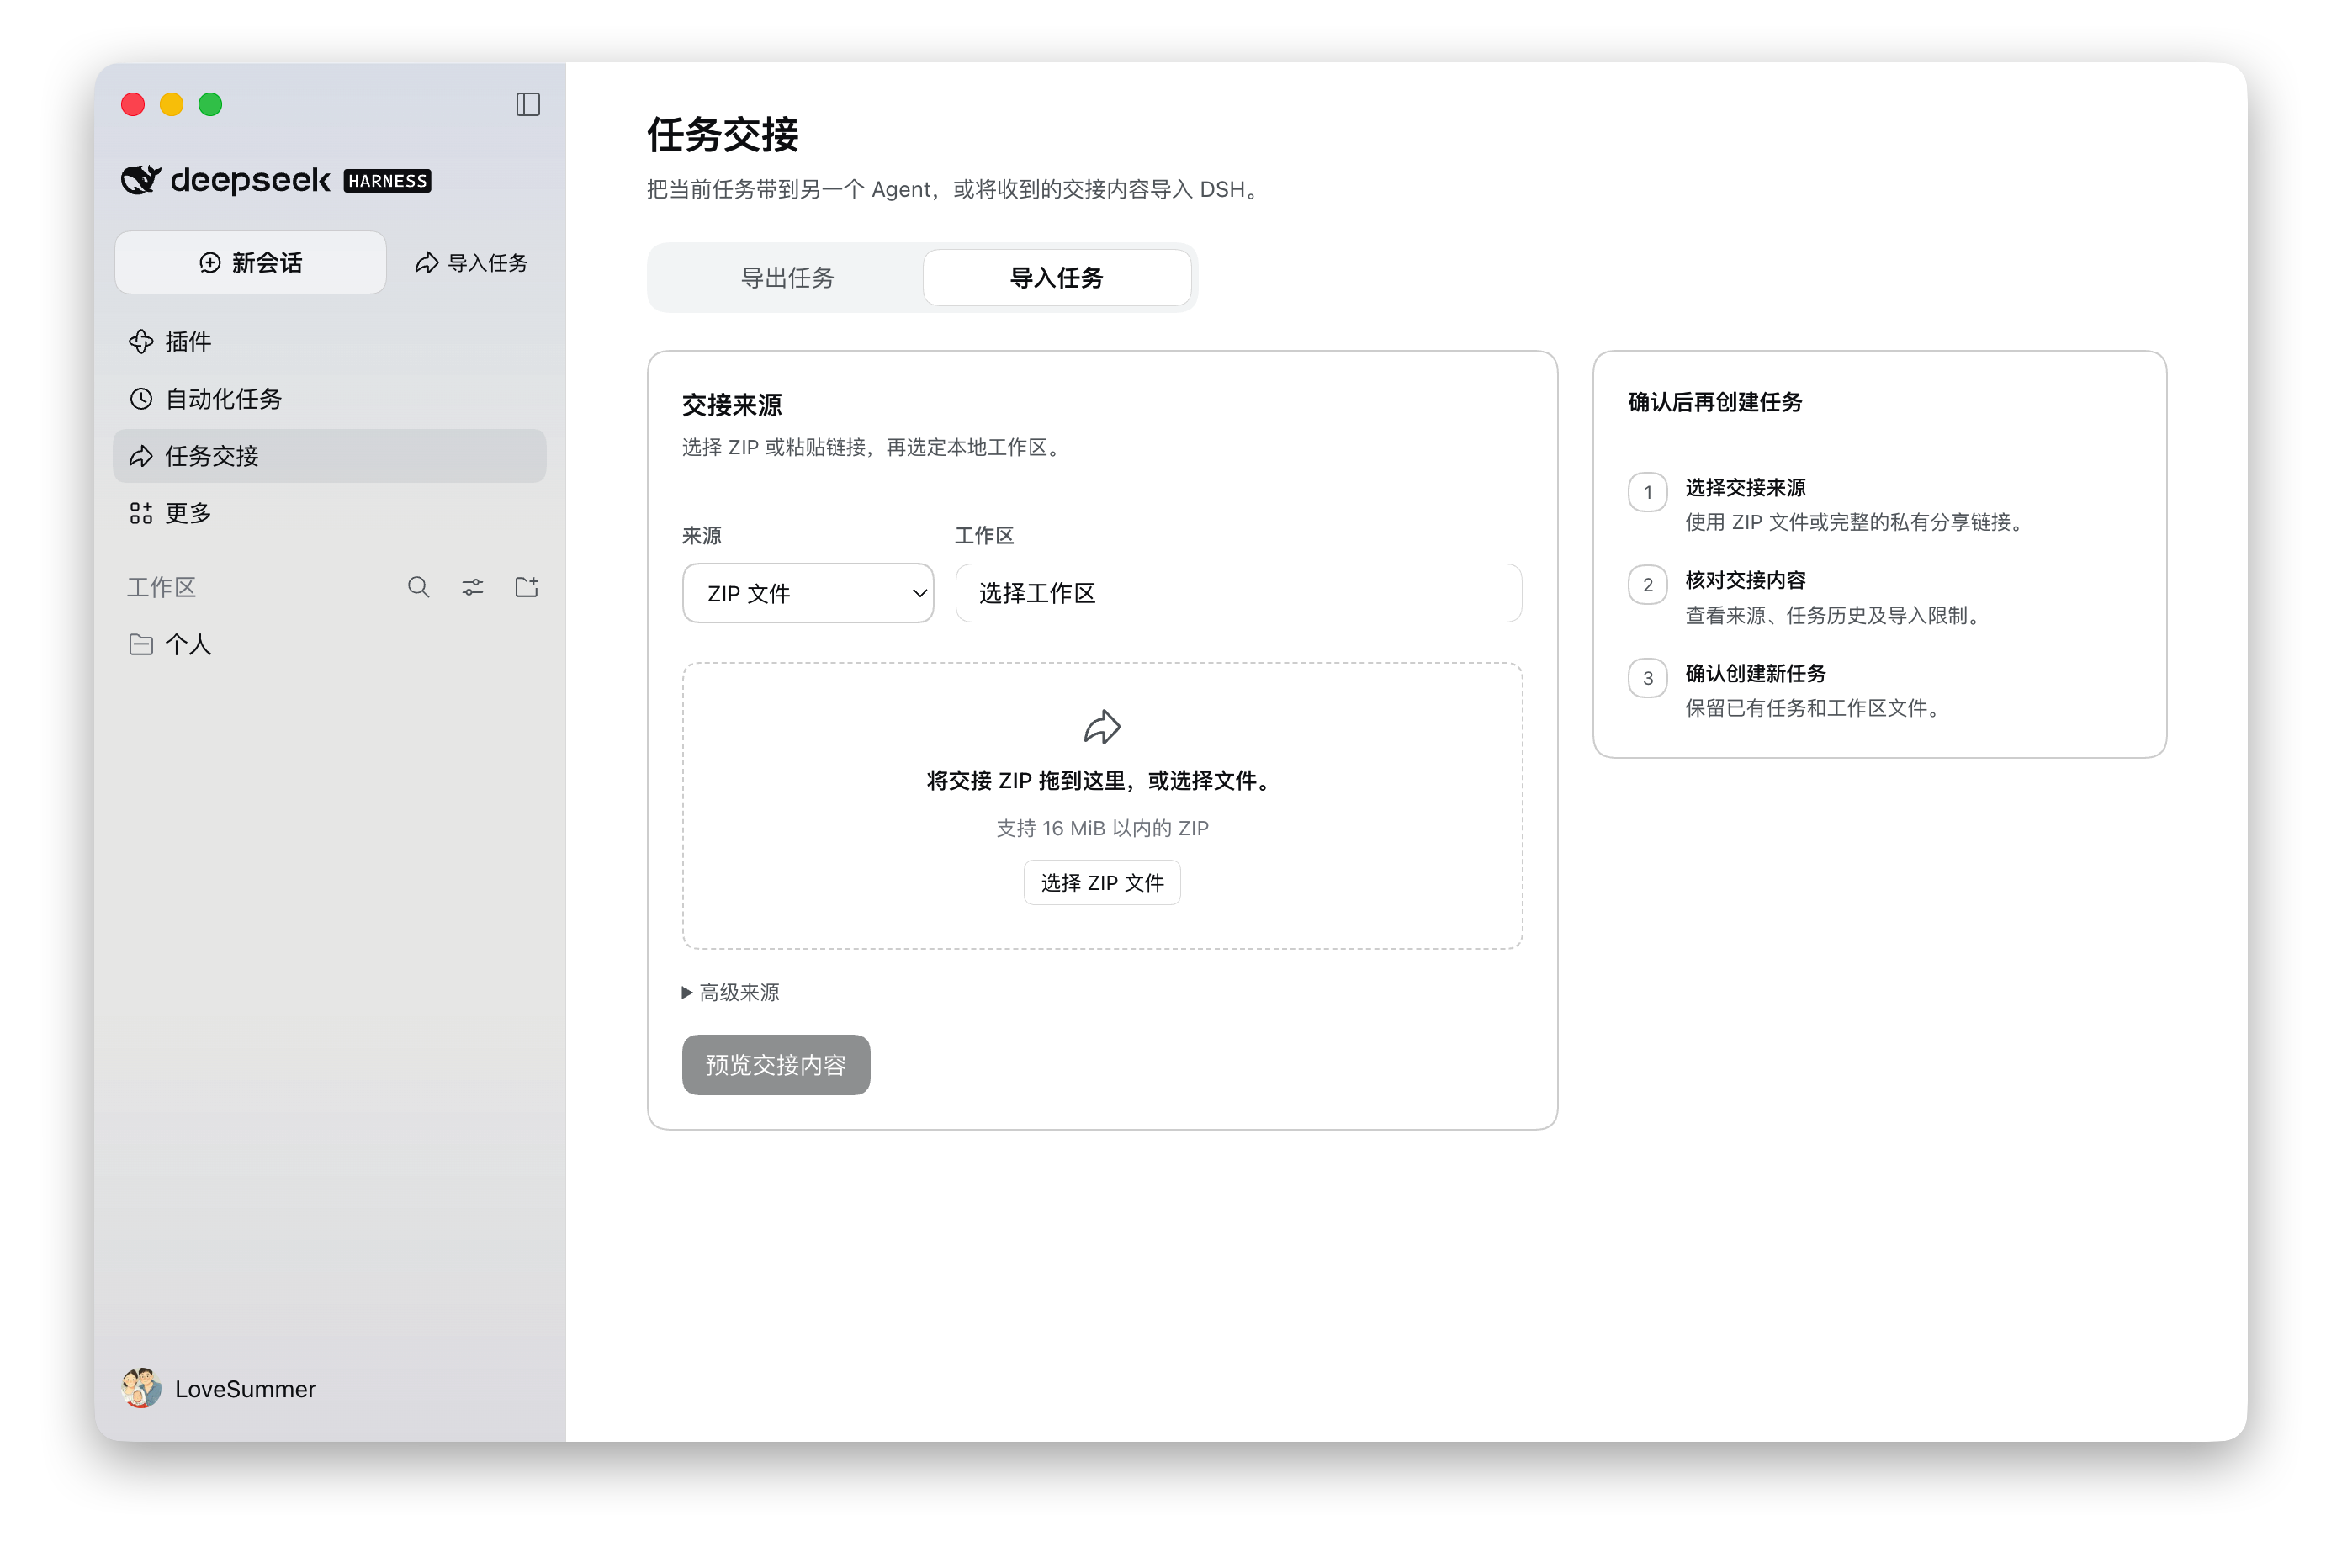 deepseek HARNESS
新会话
导入任务
插件
自动化任务
任务交接
更多
工作区
个人
LoveSummer
任务交接
把当前任务带到另一个 Agent，或将收到的交接内容导入 DSH。
导出任务
导入任务
交接来源
选择 ZIP 或粘贴链接，再选定本地工作区。
来源
工作区
ZIP 文件
选择工作区
将交接 ZIP 拖到这里，或选择文件。
支持 16 MiB 以内的 ZIP
选择 ZIP 文件
高级来源
预览交接内容
确认后再创建任务
1 选择交接来源
使用 ZIP 文件或完整的私有分享链接。
2 核对交接内容
查看来源、任务历史及导入限制。
3 确认创建新任务
保留已有任务和工作区文件。